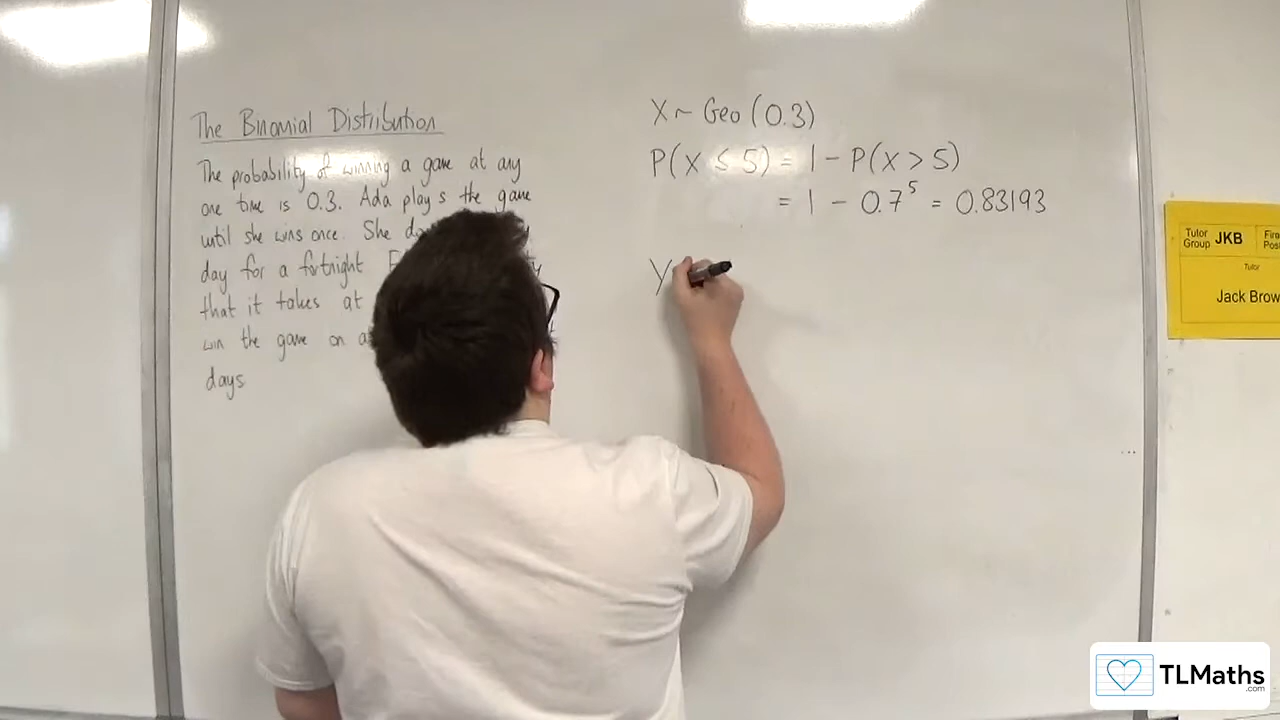 The Binomial Distribution
The probability of winning a game at any
one time is 0.3. Ada plays the game
until she wins once. She
day for a fortnight
that it takes at
win the game on
days
X ~ Geo (0.3)
P(X ≤ 5) = 1 - P(X > 5)
= 1 - 0.7⁵ = 0.83193
Y
Tutor Group JKB
Tutor
Jack Brow
TLMaths
.com